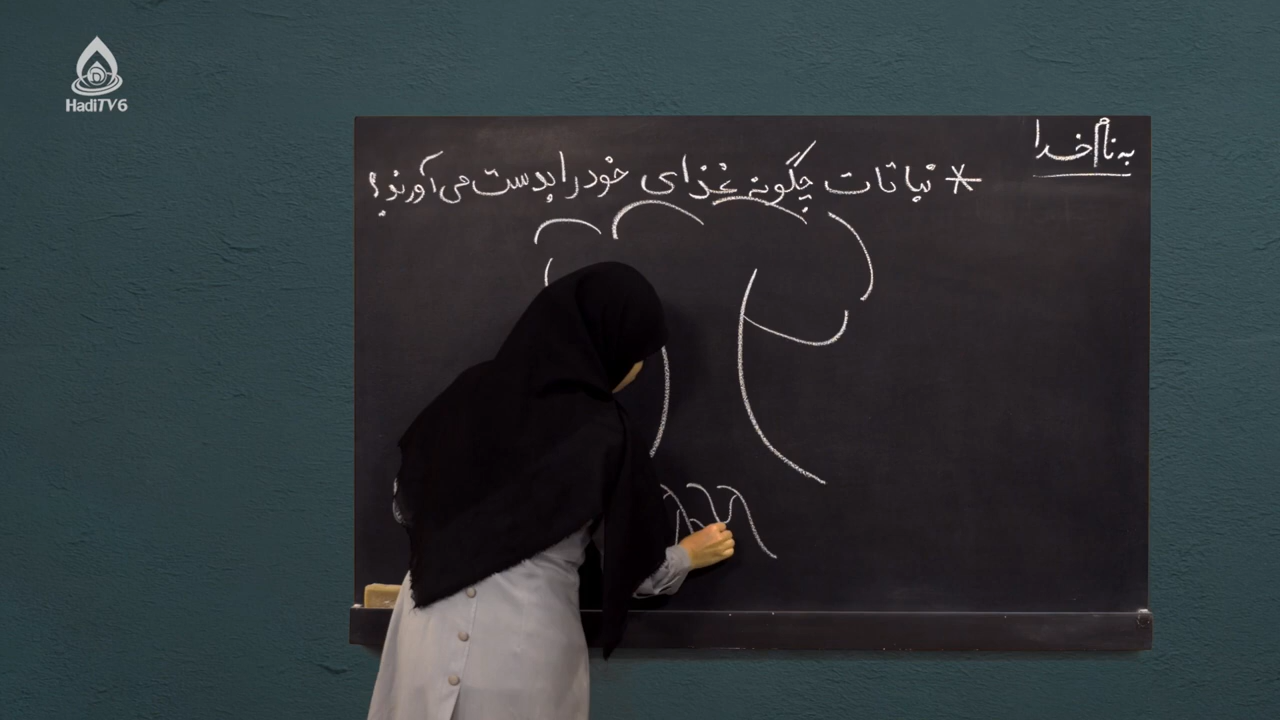 HadiTV6
به نام خدا
* نباتات چگونه غذای خود را بدست می آورند؟